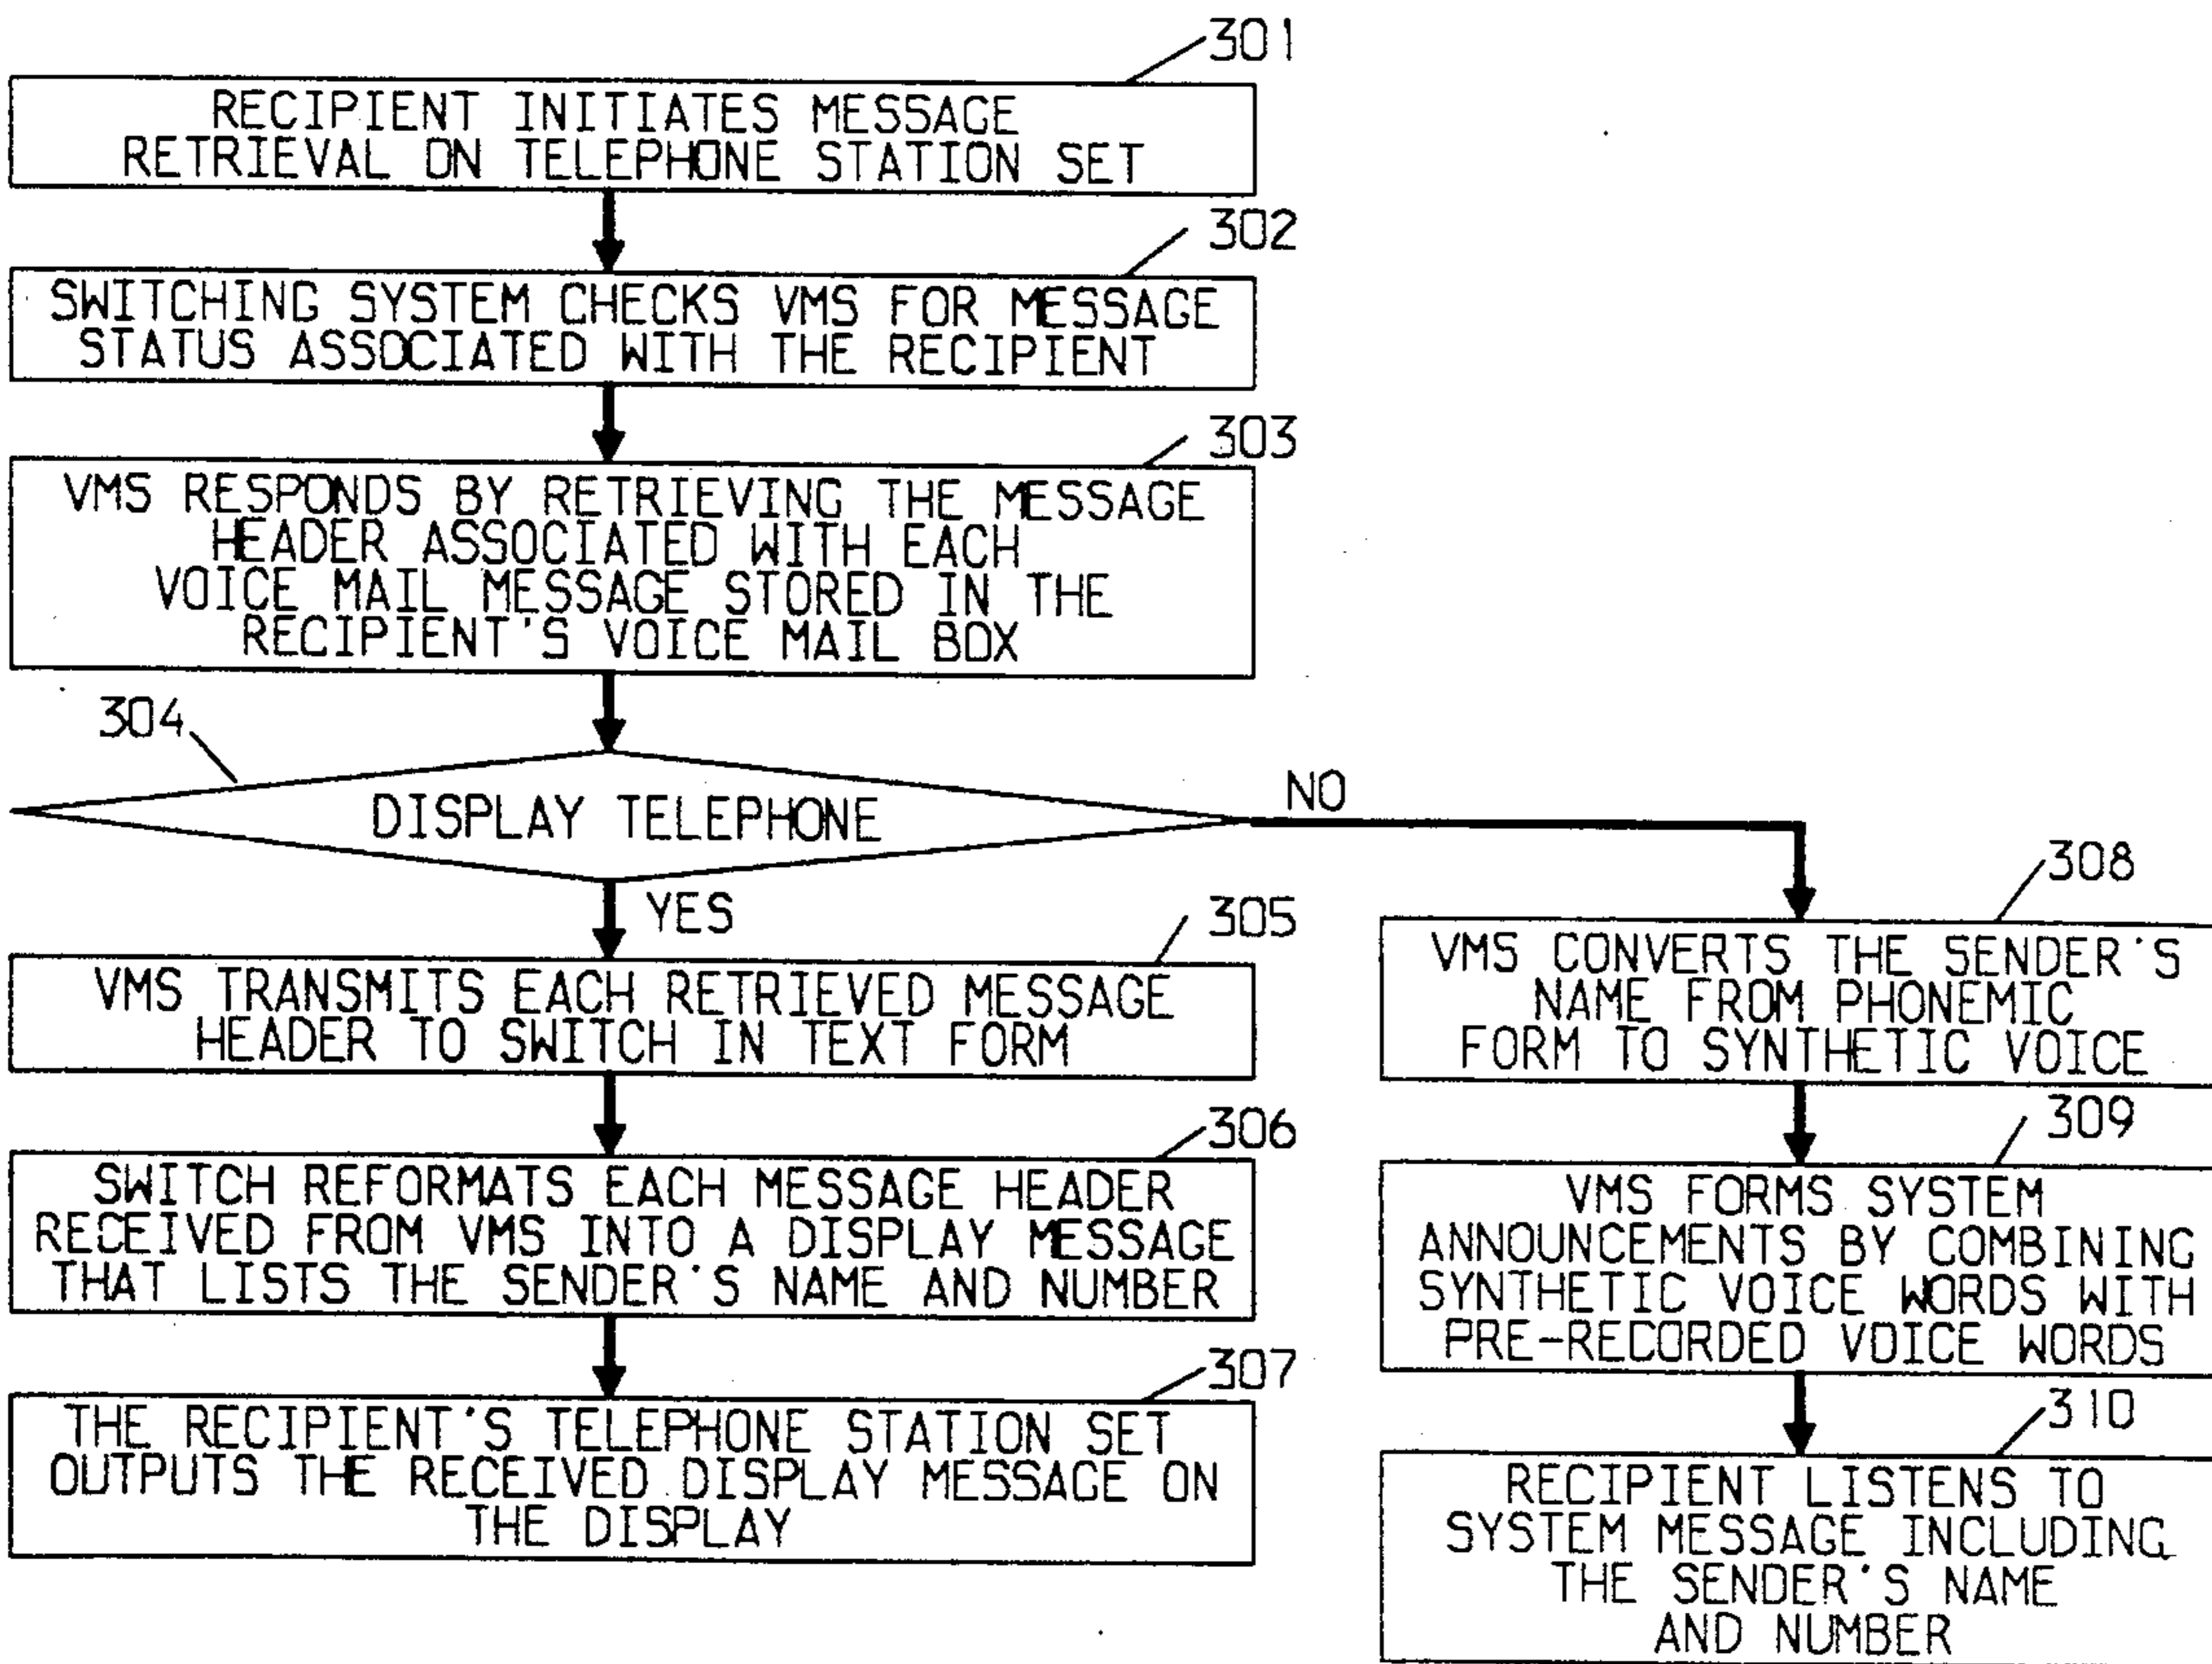 301
RECIPIENT INITIATES MESSAGE
RETRIEVAL ON TELEPHONE STATION SET
302
SWITCHING SYSTEM CHECKS VMS FOR MESSAGE
STATUS ASSOCIATED WITH THE RECIPIENT
303
VMS RESPONDS BY RETRIEVING THE MESSAGE
HEADER ASSOCIATED WITH EACH
VOICE MAIL MESSAGE STORED IN THE
RECIPIENT'S VOICE MAIL BOX
304
DISPLAY TELEPHONE
NO
YES
305
VMS TRANSMITS EACH RETRIEVED MESSAGE
HEADER TO SWITCH IN TEXT FORM
306
SWITCH REFORMATS EACH MESSAGE HEADER
RECEIVED FROM VMS INTO A DISPLAY MESSAGE
THAT LISTS THE SENDER'S NAME AND NUMBER
307
THE RECIPIENT'S TELEPHONE STATION SET
OUTPUTS THE RECEIVED DISPLAY MESSAGE ON
THE DISPLAY
308
VMS CONVERTS THE SENDER'S
NAME FROM PHONEMIC
FORM TO SYNTHETIC VOICE
309
VMS FORMS SYSTEM
ANNOUNCEMENTS BY COMBINING
SYNTHETIC VOICE WORDS WITH
PRE-RECORDED VOICE WORDS
310
RECIPIENT LISTENS TO
SYSTEM MESSAGE INCLUDING
THE SENDER'S NAME
AND NUMBER